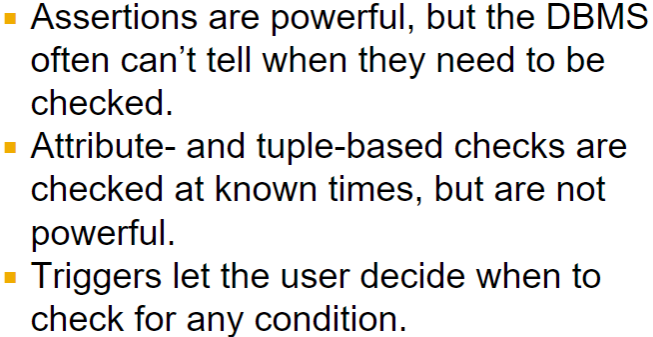 Assertions are powerful, but the DBMS
often can’t tell when they need to be
checked.
Attribute- and tuple-based checks are
checked at known times, but are not
powerful.
Triggers let the user decide when to
check for any condition.